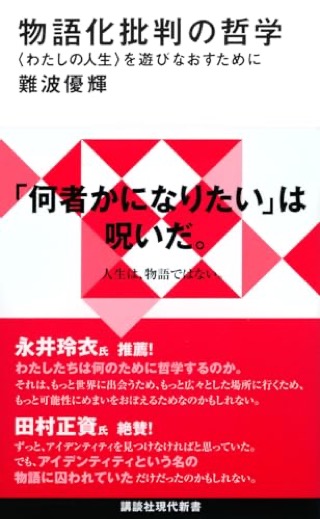 物語化批判の哲学
〈わたしの人生〉を遊びなおすために
難波優輝
「何者かになりたい」は
呪いだ。
人生は、物語ではない。
永井玲衣氏 推薦!
わたしたちは何のために哲学するのか。
それは、もっと世界に出会うため、もっと広々とした場所に行くため、
もっと可能性にめまいをおぼえるためなのかもしれない。
田村正資氏 絶賛!
ずっと、アイデンティティを見つけなければと思っていた。
でも、アイデンティティという名の
物語に囚われていただけだったのかもしれない。
講談社現代新書